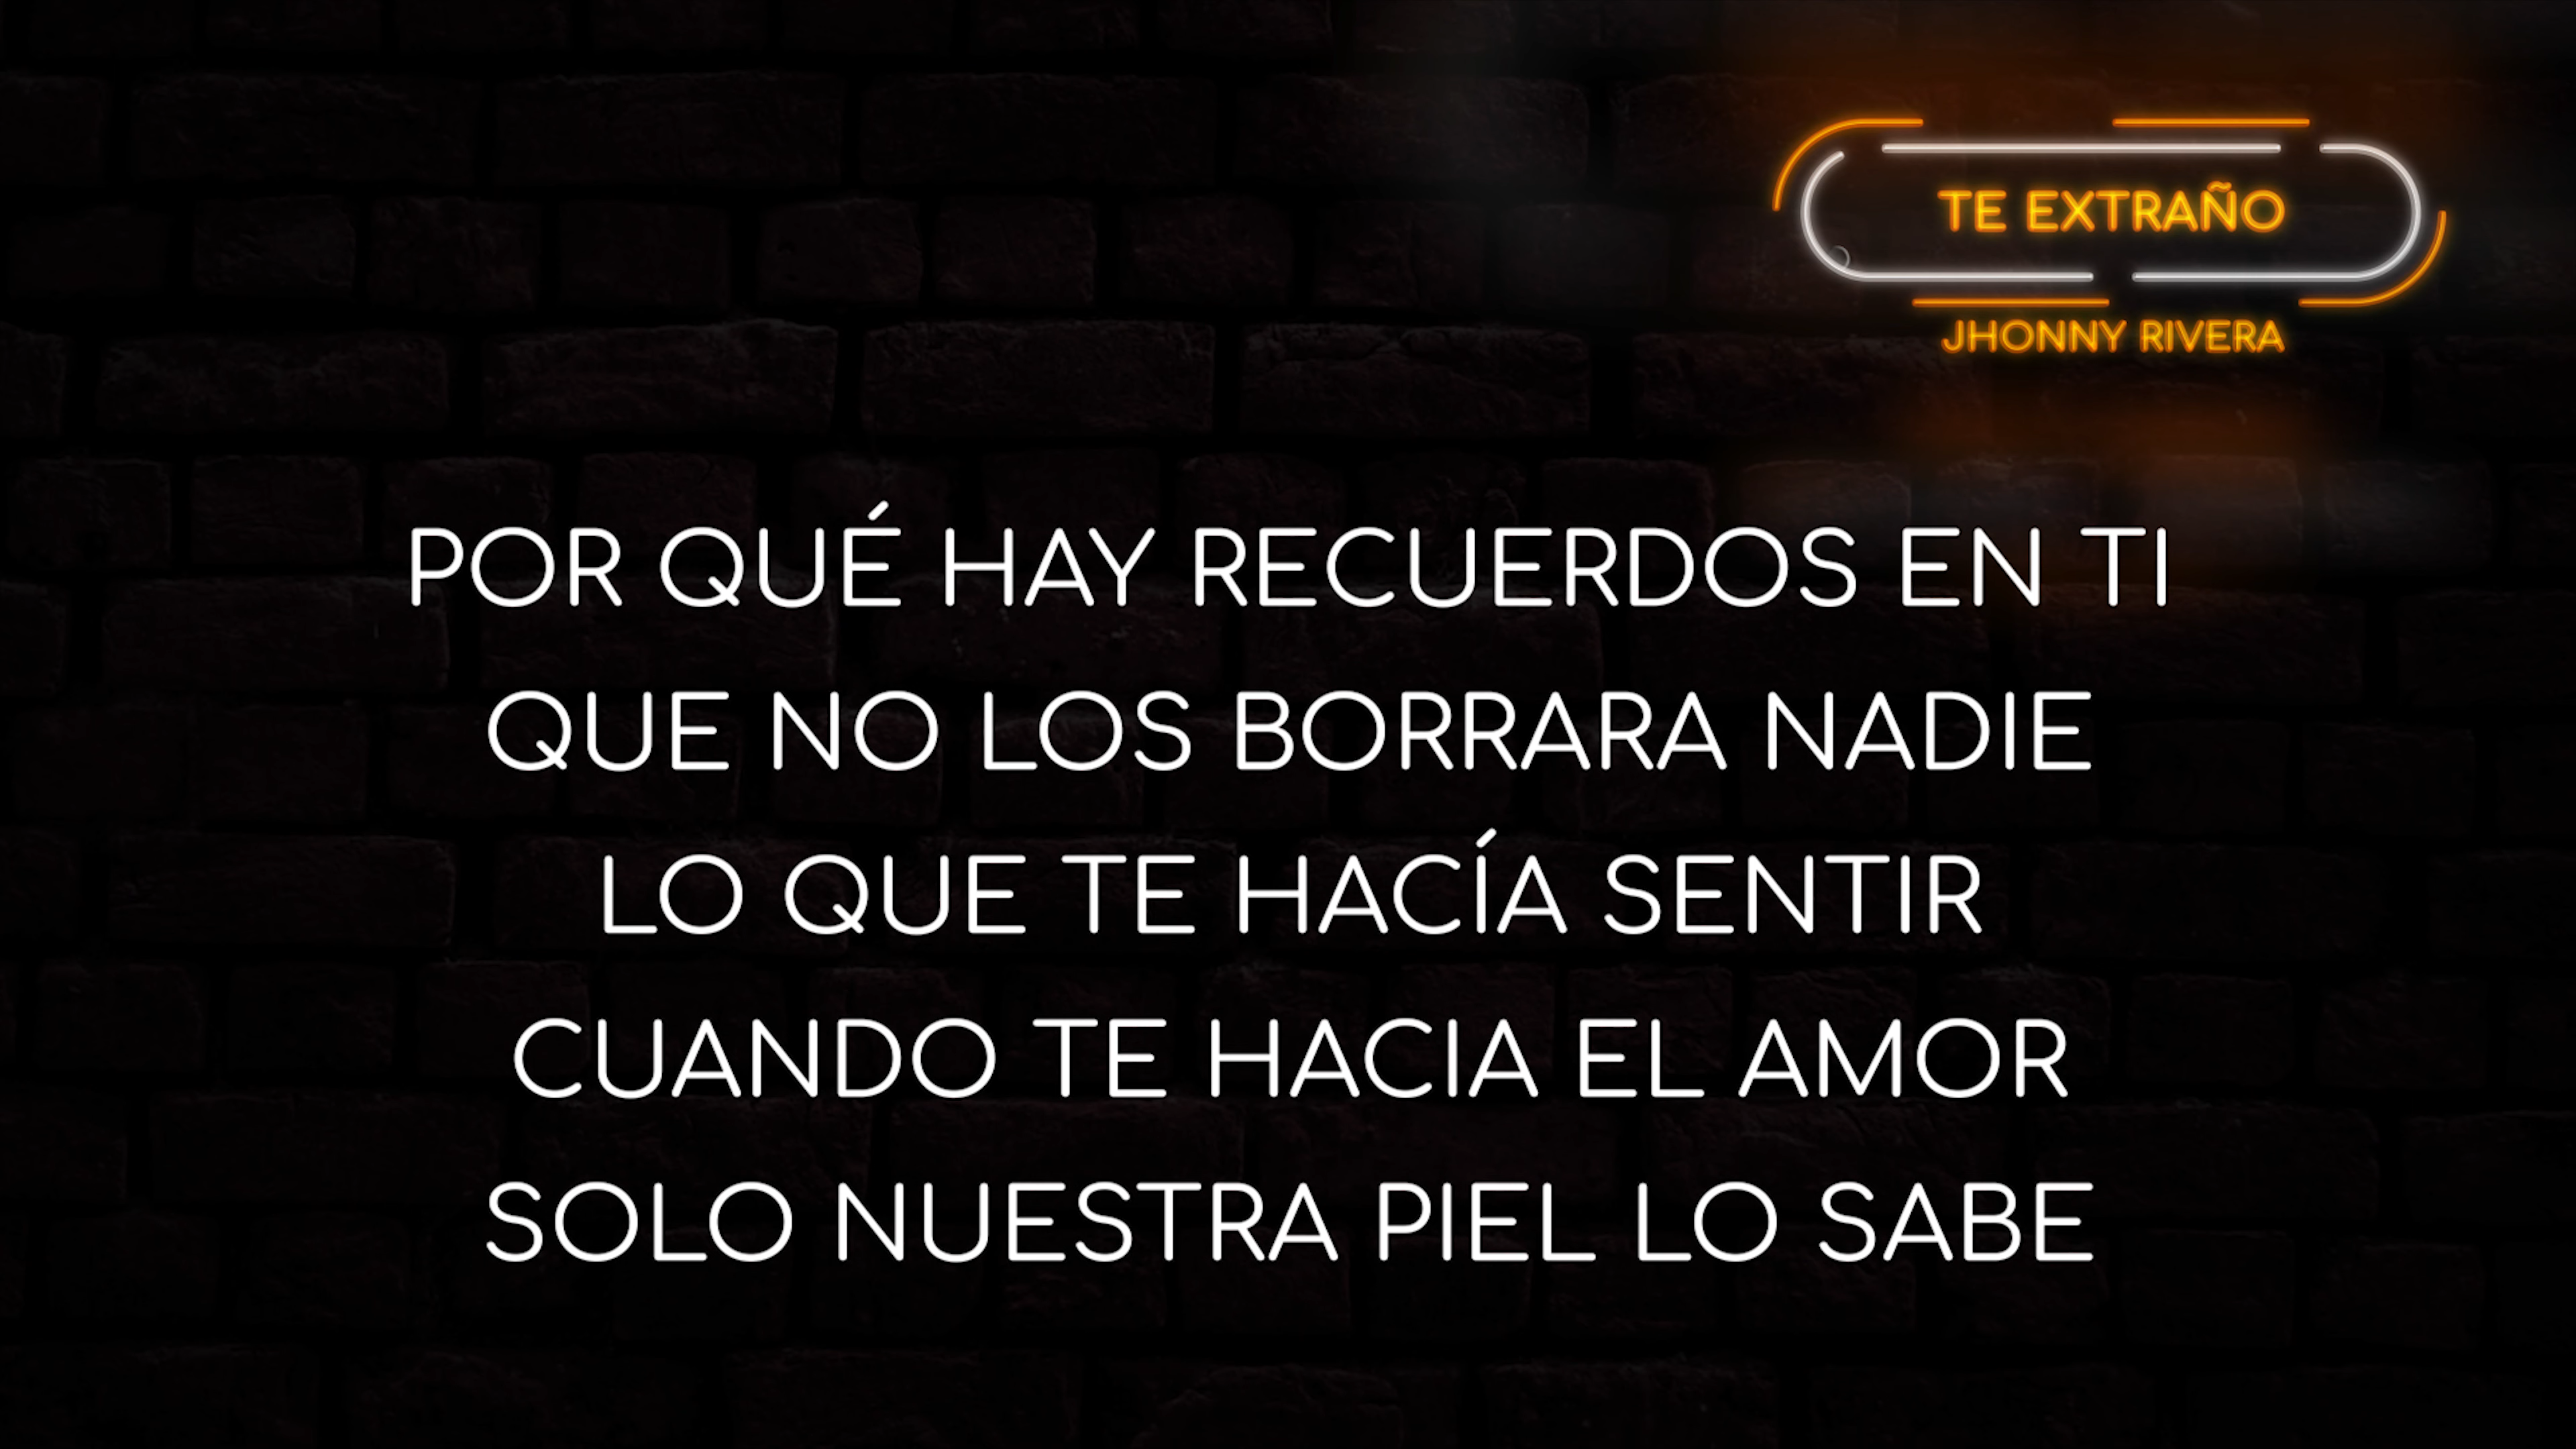 TE EXTRAÑO
JHONNY RIVERA
POR QUÉ HAY RECUERDOS EN TI
QUE NO LOS BORRARA NADIE
LO QUE TE HACÍA SENTIR
CUANDO TE HACIA EL AMOR
SOLO NUESTRA PIEL LO SABE